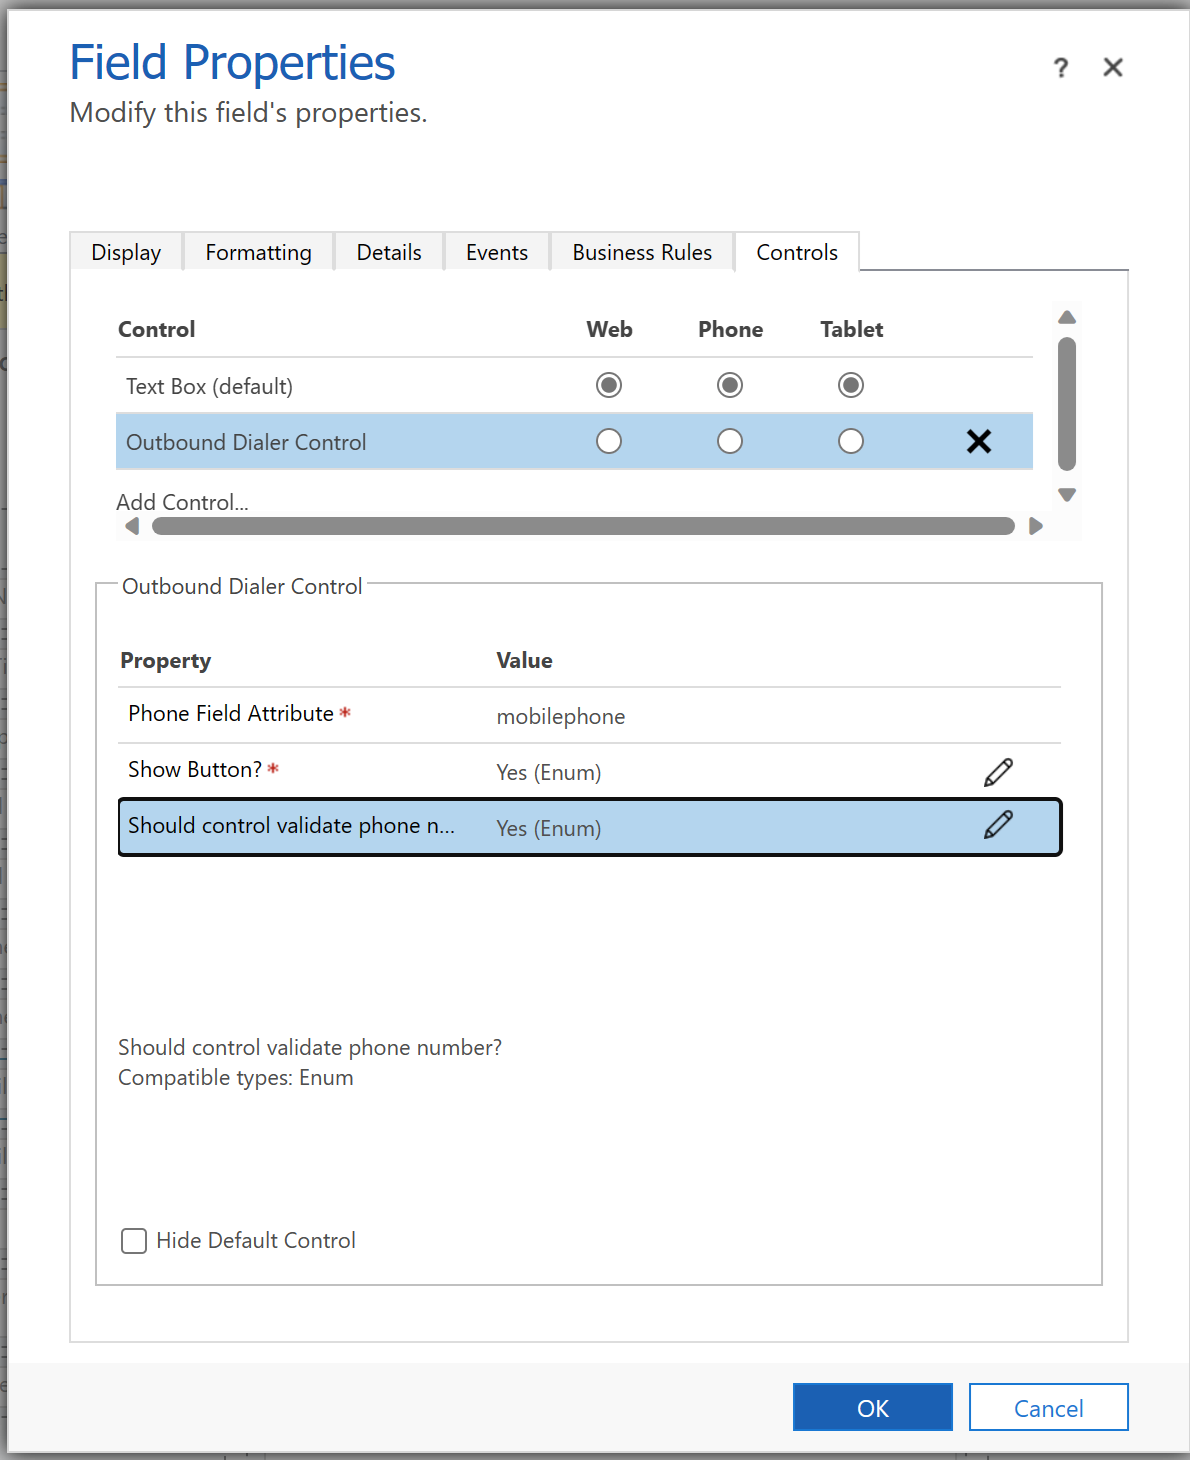 Field Properties
?
Modify this field's properties.
Display Formatting Details Events Business Rules Controls
Control Web Phone Tablet
Text Box (default)
Outbound Dialer Control
Add Control...
Outbound Dialer Control
Property Value
Phone Field Attribute * mobilephone
Show Button? * Yes (Enum)
Should control validate phone n... Yes (Enum)
Should control validate phone number?
Compatible types: Enum
Hide Default Control
OK Cancel